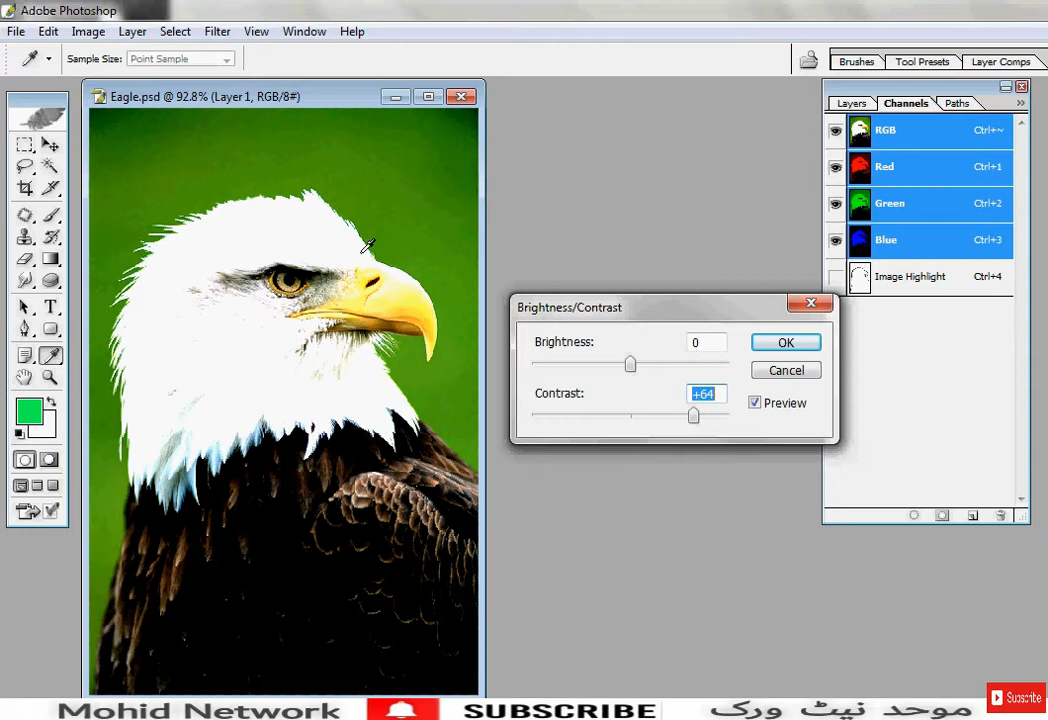 Adobe Photoshop
File Edit Image Layer Select Filter View Window Help
Sample Size: Point Sample
Brushes Tool Presets Layer Comps
Eagle.psd @ 92.8% (Layer 1, RGB/8#)
Layers Channels Paths
RGB Ctrl+~
Red Ctrl+1
Green Ctrl+2
Blue Ctrl+3
Image Highlight Ctrl+4
Brightness/Contrast
Brightness: 0
OK
Cancel
Contrast: +64
Preview
Subscribe
Mohid Network SUBSCRIBE موحد نیٹ ورک